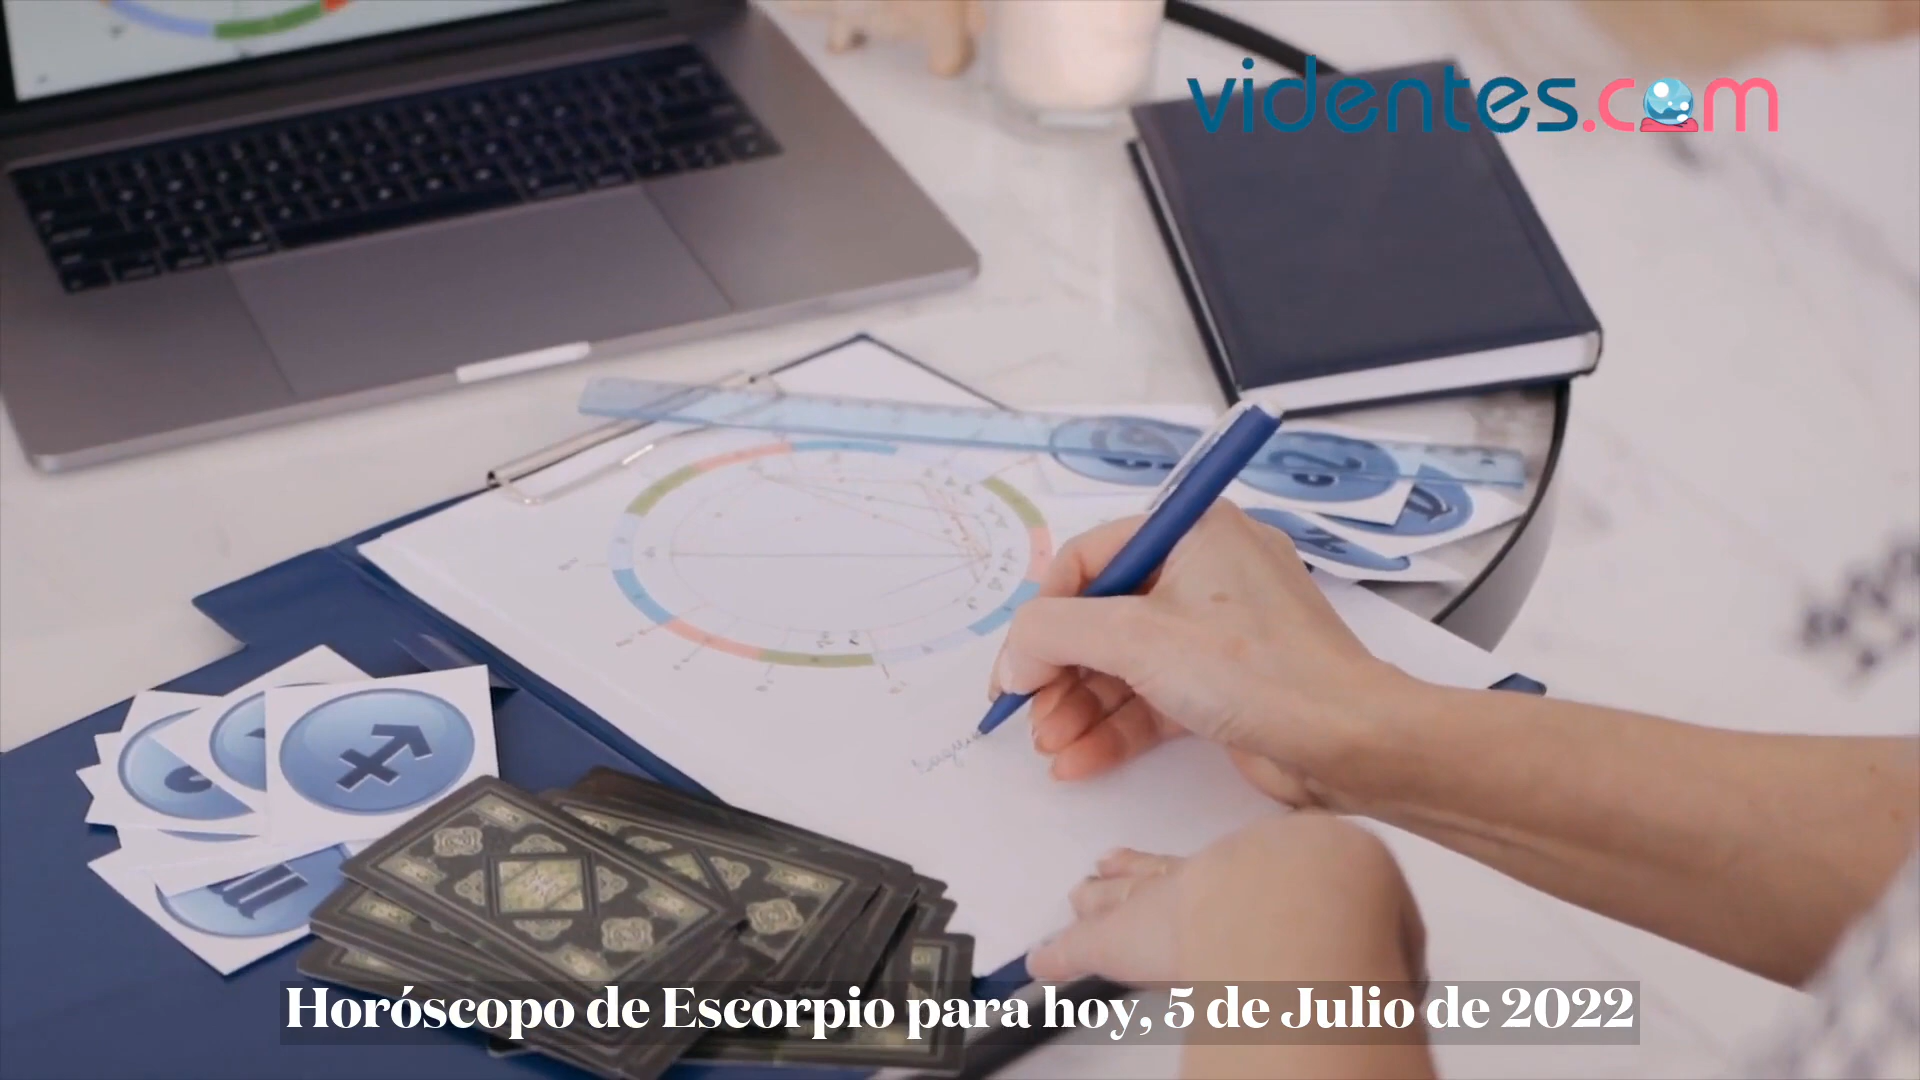 videntes.com
Horóscopo de Escorpio para hoy, 5 de Julio de 2022